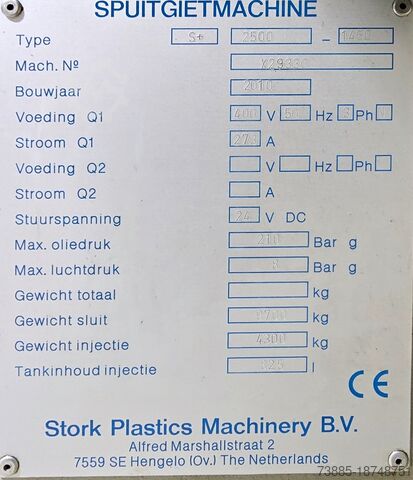 SPUITGIETMACHINE
Type S+ 2500 - 1450
Mach. Nº
Bouwjaar 2010
Voeding Q1 400 V 50 Hz 3 Ph
Stroom Q1 A
Voeding Q2 V Hz Ph
Stroom Q2 A
Stuurspanning 24 V DC
Max. oliedruk 210 Bar g
Max. luchtdruk 8 Bar g
Gewicht totaal kg
Gewicht sluit kg
Gewicht injectie 4300 kg
Tankinhoud injectie l
CE
Stork Plastics Machinery B.V.
Alfred Marshallstraat 2
7559 SE Hengelo (Ov.) The Netherlands